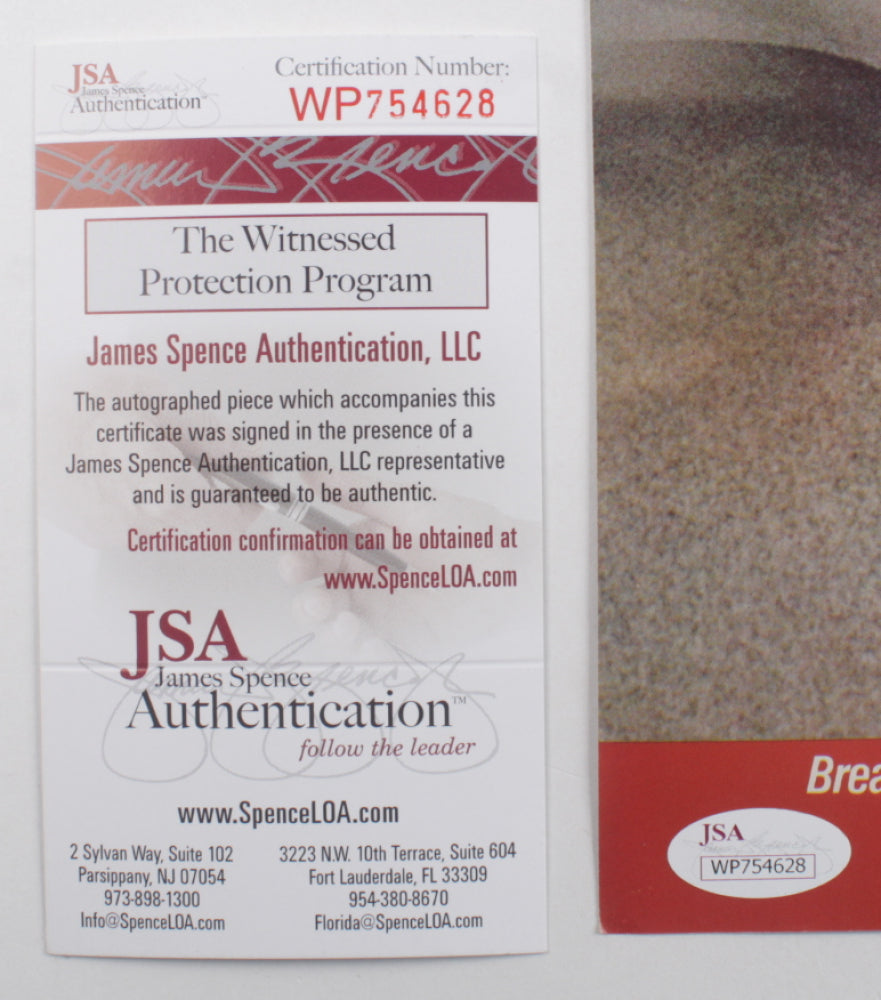 JSA
James Spence
Authentication
Certification Number:
WP754628
James Spence
The Witnessed
Protection Program
James Spence Authentication, LLC
The autographed piece which accompanies this
certificate was signed in the presence of a
James Spence Authentication, LLC representative
and is guaranteed to be authentic.
Certification confirmation can be obtained at
www.SpenceLOA.com
JSA
James Spence
Authentication™
follow the leader
www.SpenceLOA.com
2 Sylvan Way, Suite 102
Parsippany, NJ 07054
973-898-1300
Info@SpenceLOA.com
3223 N.W. 10th Terrace, Suite 604
Fort Lauderdale, FL 33309
954-380-8670
Florida@SpenceLOA.com
Brea
JSA
WP754628